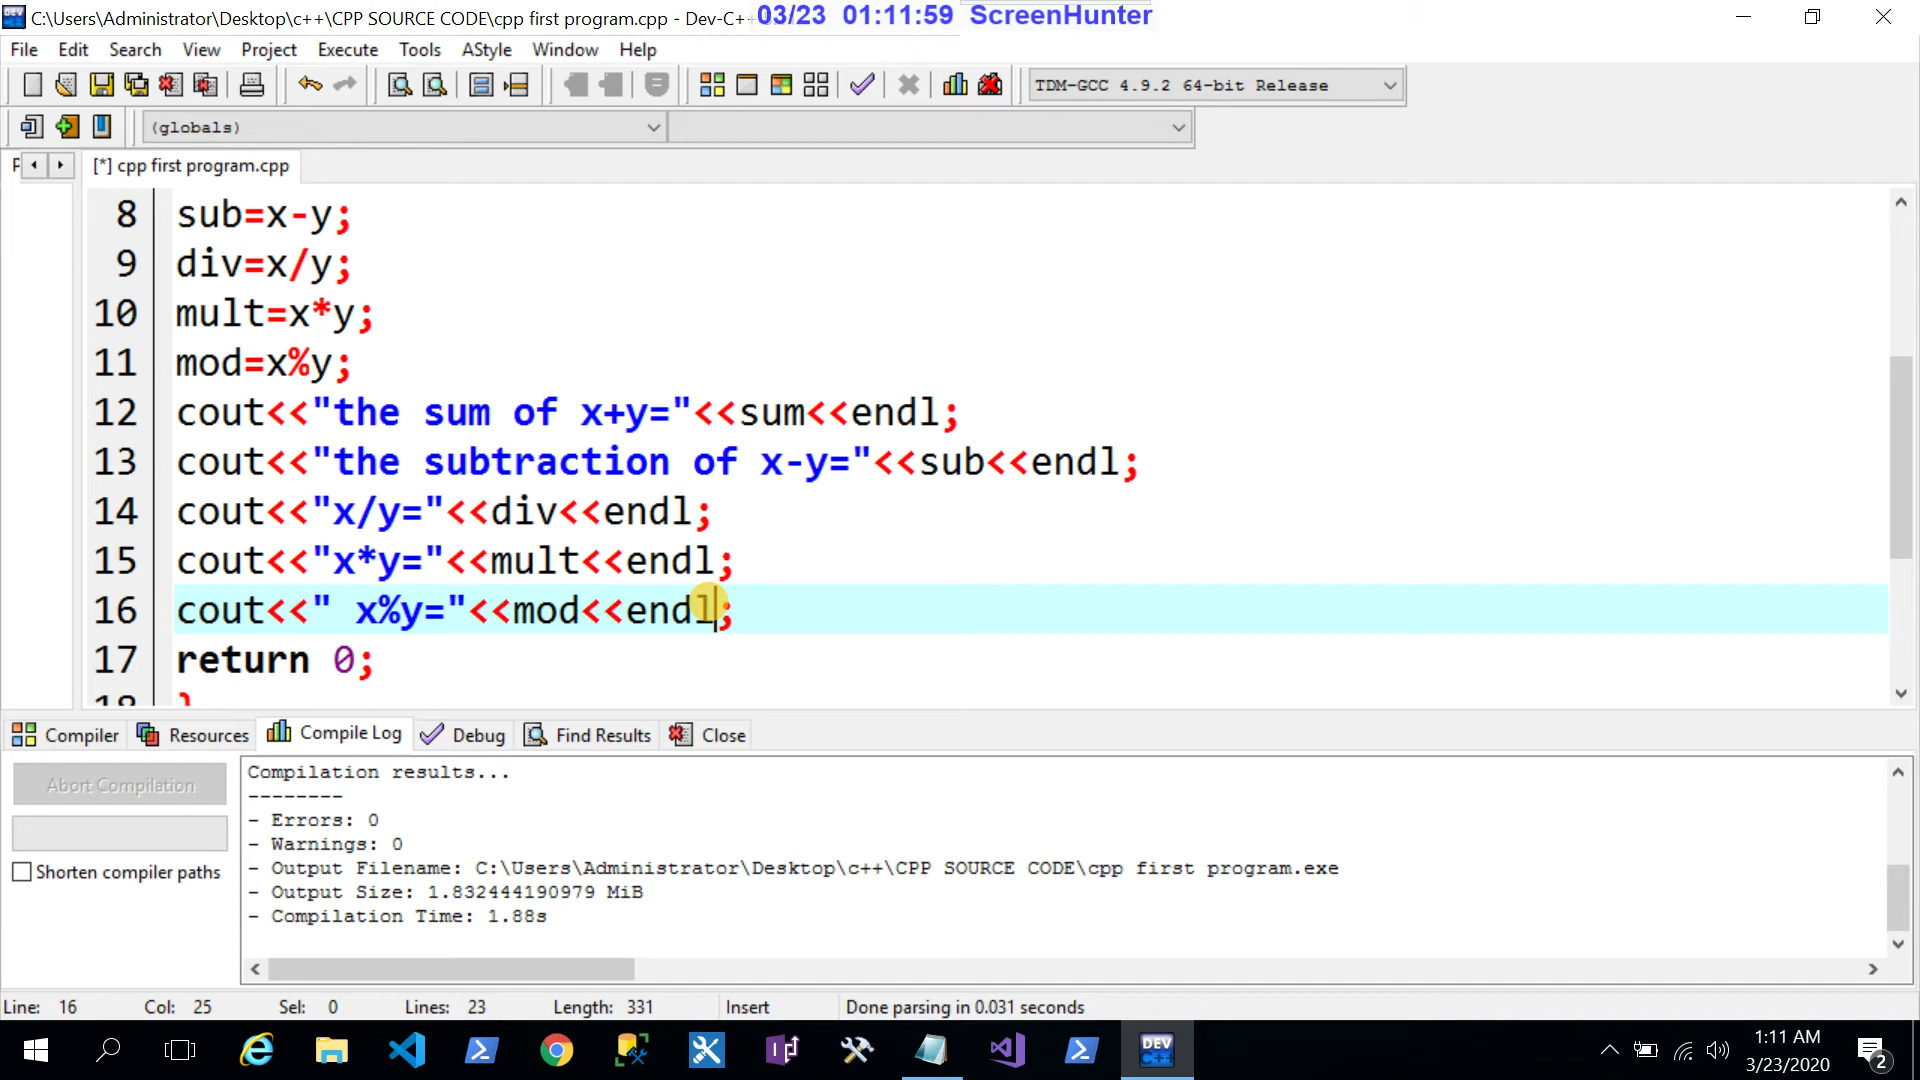 C:\Users\Administrator\Desktop\c++\CPP SOURCE CODE\cpp first program.cpp - Dev-C++
03/23 01:11:59 ScreenHunter
File Edit Search View Project Execute Tools AStyle Window Help
TDM-GCC 4.9.2 64-bit Release
(globals)
[*] cpp first program.cpp
8 sub=x-y;
9 div=x/y;
10 mult=x*y;
11 mod=x%y;
12 cout<<"the sum of x+y="<<sum<<endl;
13 cout<<"the subtraction of x-y="<<sub<<endl;
14 cout<<"x/y="<<div<<endl;
15 cout<<"x*y="<<mult<<endl;
16 cout<<" x%y="<<mod<<endl;
17 return 0;
18 }
Compiler Resources Compile Log Debug Find Results Close
Abort Compilation
Shorten compiler paths
Compilation results...
--------
- Errors: 0
- Warnings: 0
- Output Filename: C:\Users\Administrator\Desktop\c++\CPP SOURCE CODE\cpp first program.exe
- Output Size: 1.832444190979 MiB
- Compilation Time: 1.88s
Line: 16 Col: 25 Sel: 0 Lines: 23 Length: 331 Insert Done parsing in 0.031 seconds
DEV C++
1:11 AM
3/23/2020
2